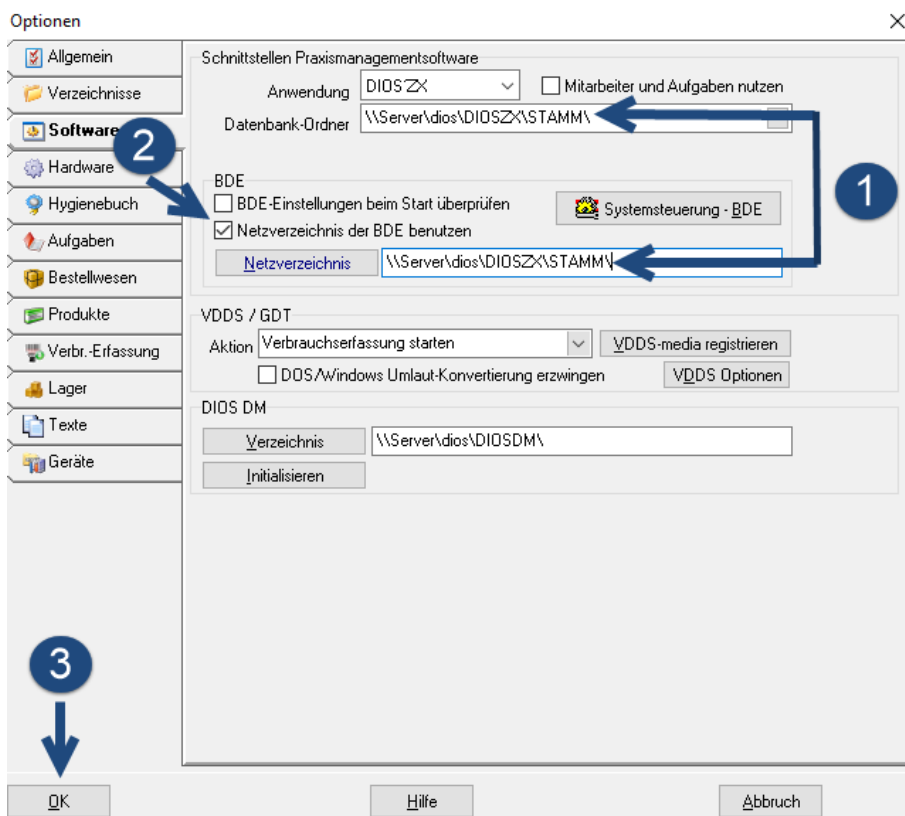 Optionen
Allgemein
Verzeichnisse
Software
Hardware
Hygienebuch
Aufgaben
Bestellwesen
Produkte
Verbr.-Erfassung
Lager
Texte
Geräte
Schnittstellen Praxismanagementsoftware
Anwendung DIOS ZX Mitarbeiter und Aufgaben nutzen
Datenbank-Ordner \\Server\dios\DIOSZX\STAMM\
1
2
BDE
BDE-Einstellungen beim Start überprüfen Systemsteuerung - BDE
Netzverzeichnis der BDE benutzen
Netzverzeichnis \\Server\dios\DIOSZX\STAMM\
VDDS / GDT
Aktion Verbrauchserfassung starten VDDS-media registrieren
DOS/Windows Umlaut-Konvertierung erzwingen VDDS Optionen
DIOS DM
Verzeichnis \\Server\dios\DIOSDM\
Initialisieren
3
OK Hilfe Abbruch